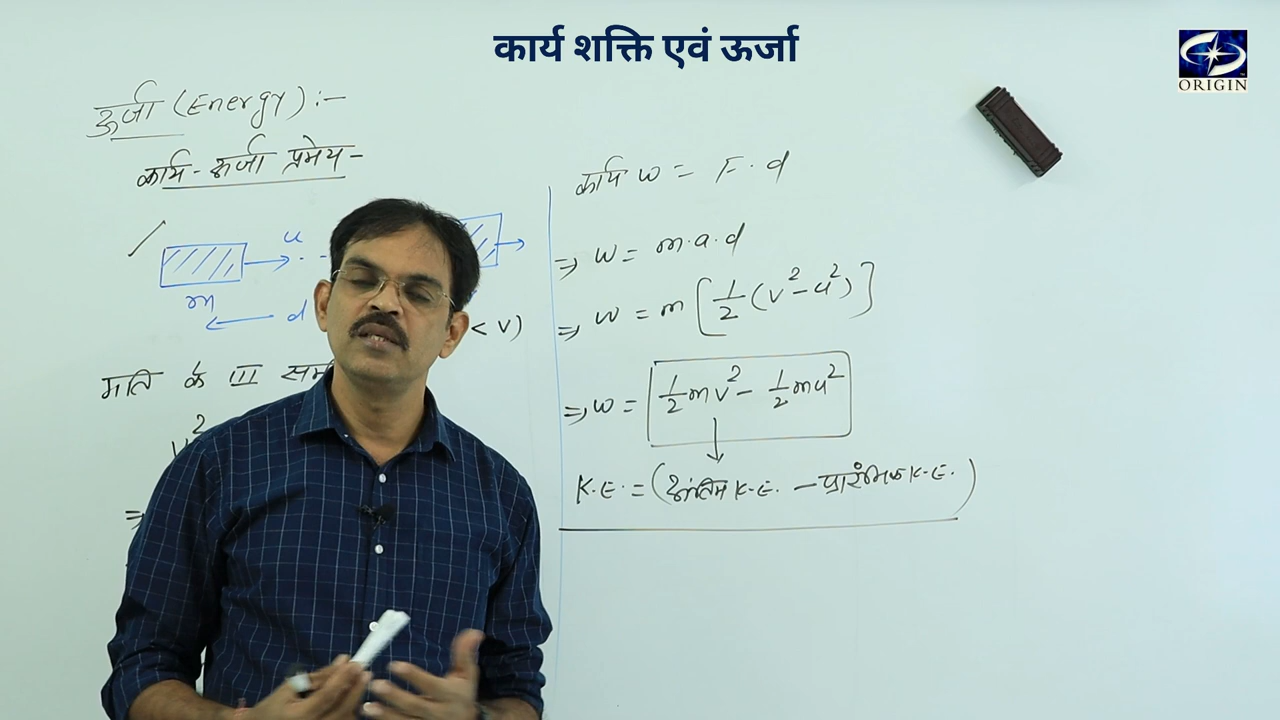 कार्य शक्ति एवं ऊर्जा
ORIGIN
ऊर्जा (Energy) :-
कार्य - ऊर्जा प्रमेय -
u
m
d
< v)
गति के III
2
⇒
कार्य W = F . d
⇒ W = m.a.d
⇒ W = m [ 1/2 (v² - u²) ]
⇒ W = 1/2 mv² - 1/2 mu²
K.E. = (अंतिम K.E. - प्रारंभिक K.E.)